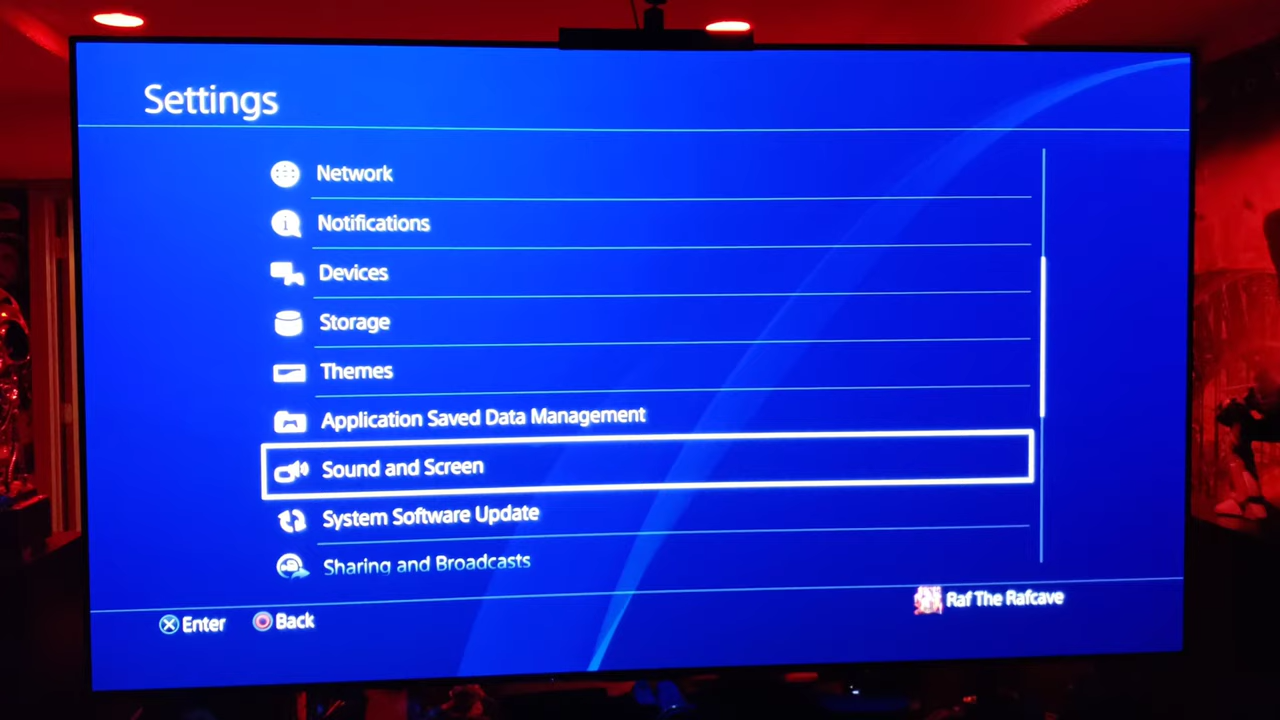 Settings
Network
Notifications
Devices
Storage
Themes
Application Saved Data Management
Sound and Screen
System Software Update
Sharing and Broadcasts
Raf The Rafcave
Enter Back